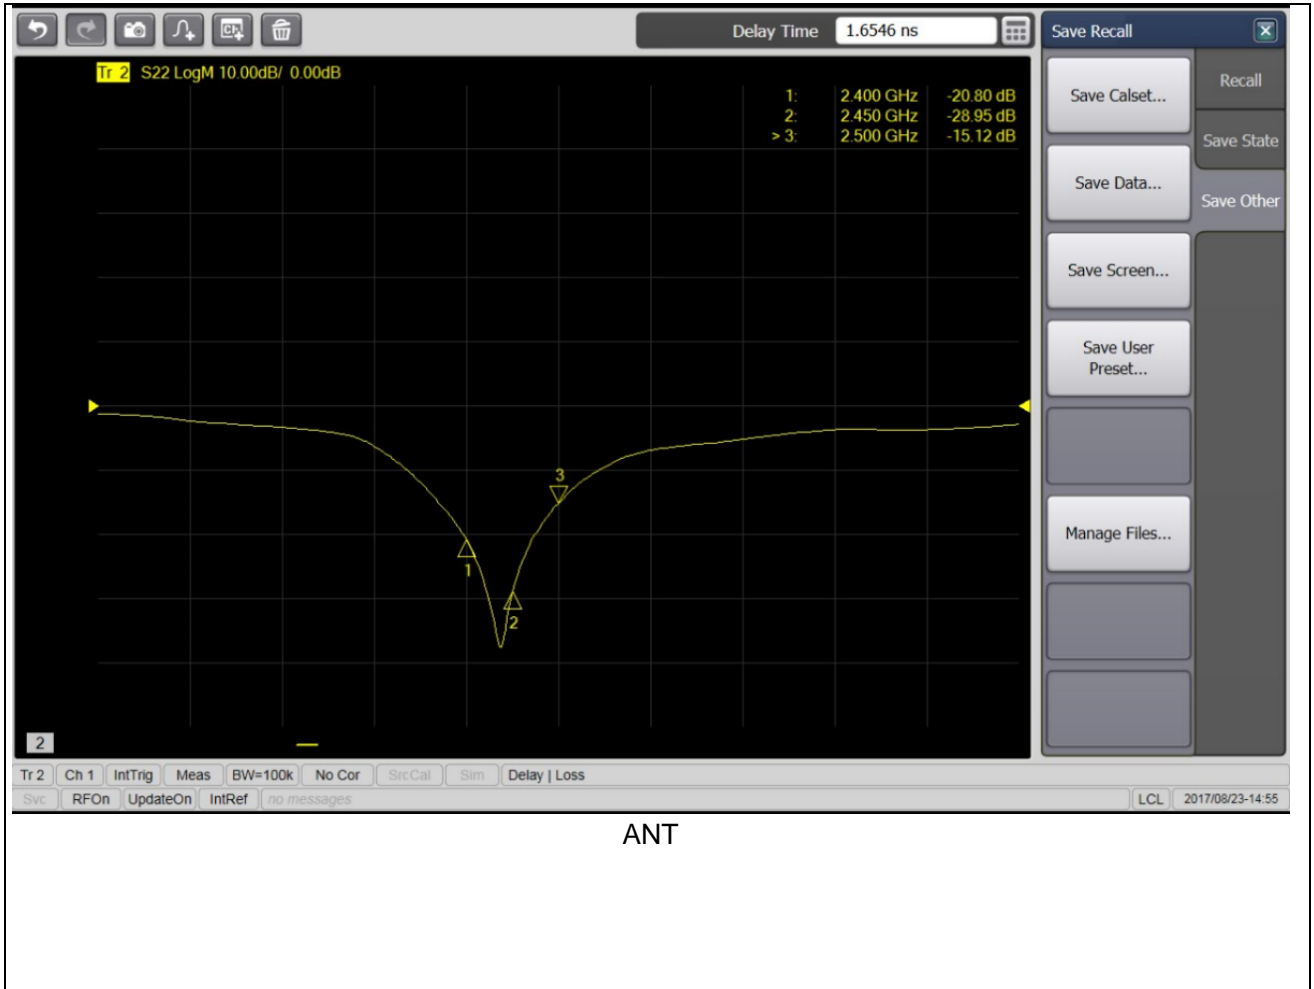 Delay Time 1.6546 ns
Save Recall
Tr 2 S22 LogM 10.00dB/ 0.00dB
1: 2.400 GHz -20.80 dB
2: 2.450 GHz -28.95 dB
> 3: 2.500 GHz -15.12 dB
Save Calset...
Recall
Save State
Save Data...
Save Other
Save Screen...
Save User
Preset...
Manage Files...
3
1
2
2
Tr 2 Ch 1 IntTrig Meas BW=100k No Cor SrcCal Sim Delay | Loss
Svc RFOn UpdateOn IntRef no messages LCL 2017/08/23-14:55
ANT